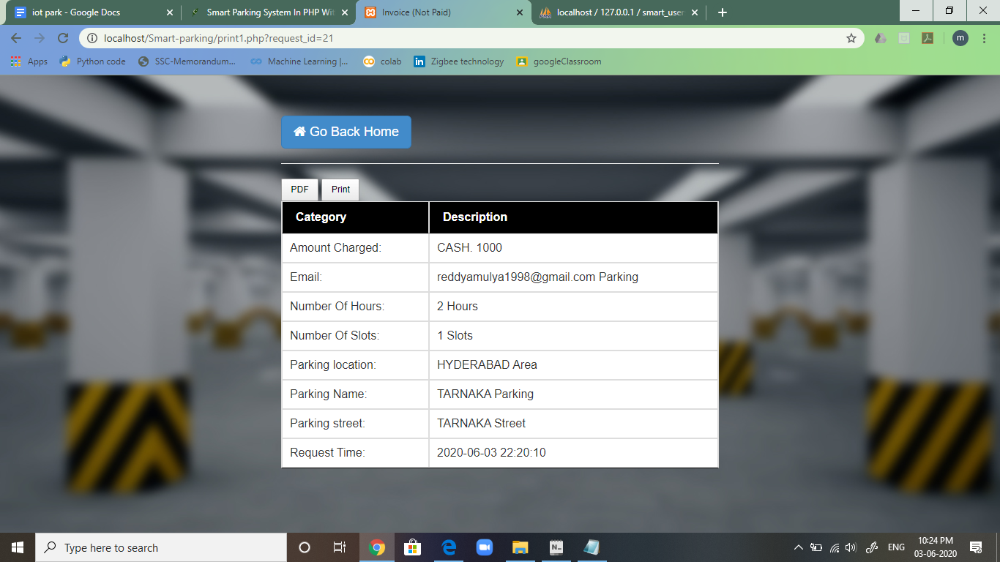 iot park - Google Docs
Smart Parking System In PHP Wit
Invoice (Not Paid)
localhost / 127.0.0.1 / smart_user
localhost/Smart-parking/print1.php?request_id=21
m
Apps
Python code
SSC-Memorandum...
Machine Learning |...
colab
Zigbee technology
googleClassroom
Go Back Home
PDF
Print
Category
Description
Amount Charged:
CASH. 1000
Email:
reddyamulya1998@gmail.com Parking
Number Of Hours:
2 Hours
Number Of Slots:
1 Slots
Parking location:
HYDERABAD Area
Parking Name:
TARNAKA Parking
Parking street:
TARNAKA Street
Request Time:
2020-06-03 22:20:10
Type here to search
ENG
10:24 PM
03-06-2020